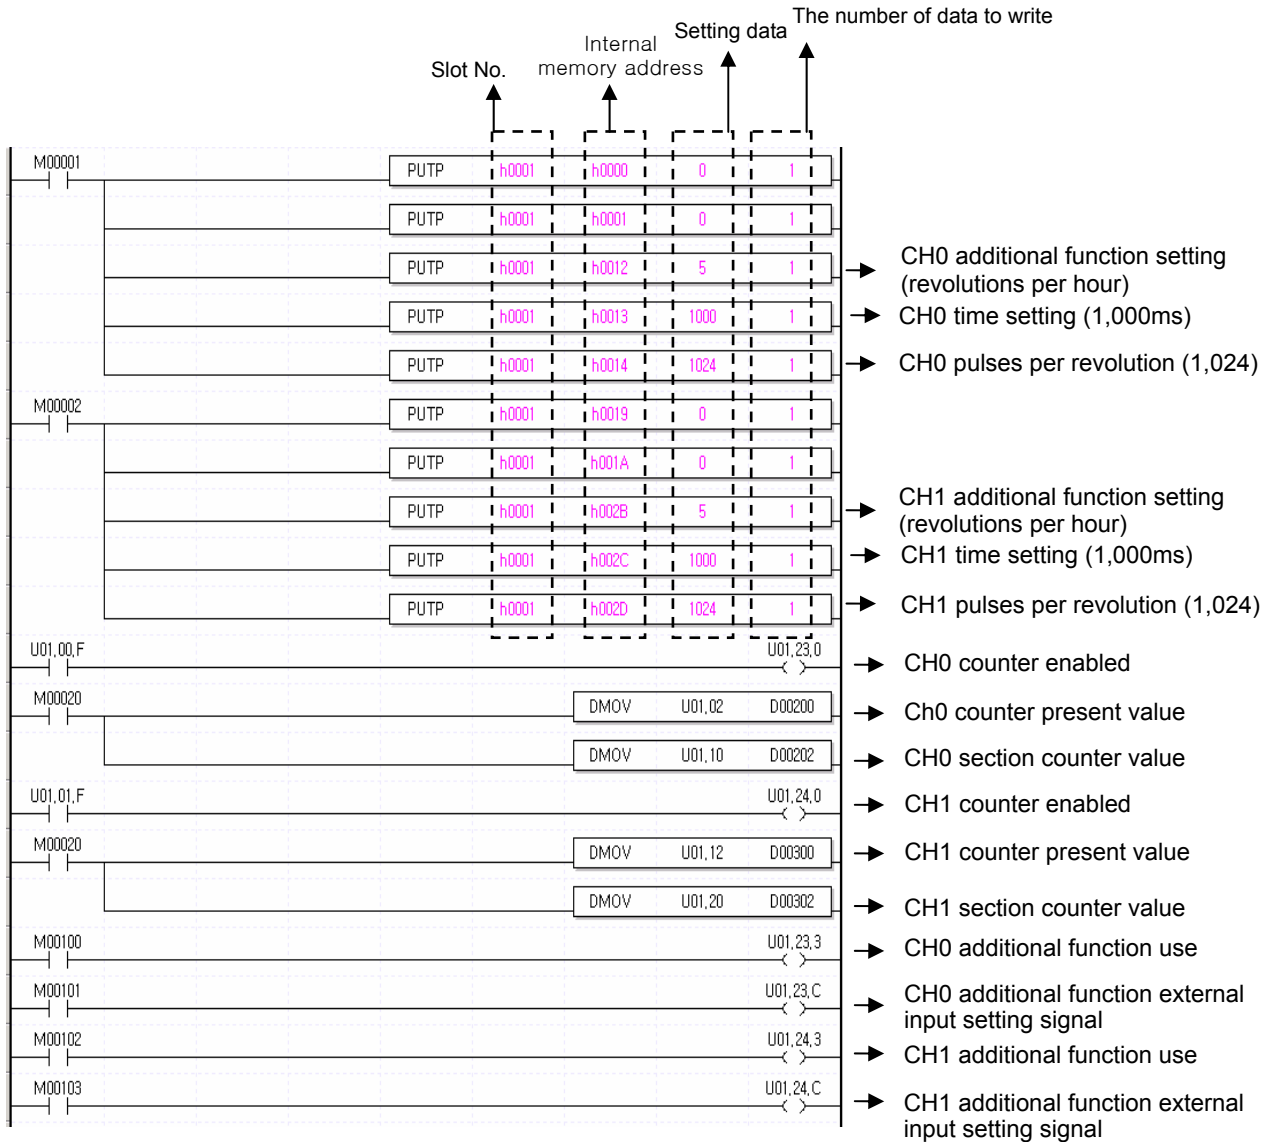 The number of data to write
Setting data
Internal
memory address
Slot No.
M00001
PUTP h0001 h0000 0 1
PUTP h0001 h0001 0 1
PUTP h0001 h0012 5 1
CH0 additional function setting
(revolutions per hour)
PUTP h0001 h0013 1000 1
CH0 time setting (1,000ms)
PUTP h0001 h0014 1024 1
CH0 pulses per revolution (1,024)
M00002
PUTP h0001 h0019 0 1
PUTP h0001 h001A 0 1
PUTP h0001 h002B 5 1
CH1 additional function setting
(revolutions per hour)
PUTP h0001 h002C 1000 1
CH1 time setting (1,000ms)
PUTP h0001 h002D 1024 1
CH1 pulses per revolution (1,024)
U01,00,F U01,23,0
CH0 counter enabled
M00020
DMOV U01,02 D00200
Ch0 counter present value
DMOV U01,10 D00202
CH0 section counter value
U01,01,F U01,24,0
CH1 counter enabled
M00020
DMOV U01,12 D00300
CH1 counter present value
DMOV U01,20 D00302
CH1 section counter value
M00100 U01,23,3
CH0 additional function use
M00101 U01,23,C
CH0 additional function external
input setting signal
M00102 U01,24,3
CH1 additional function use
M00103 U01,24,C
CH1 additional function external
input setting signal